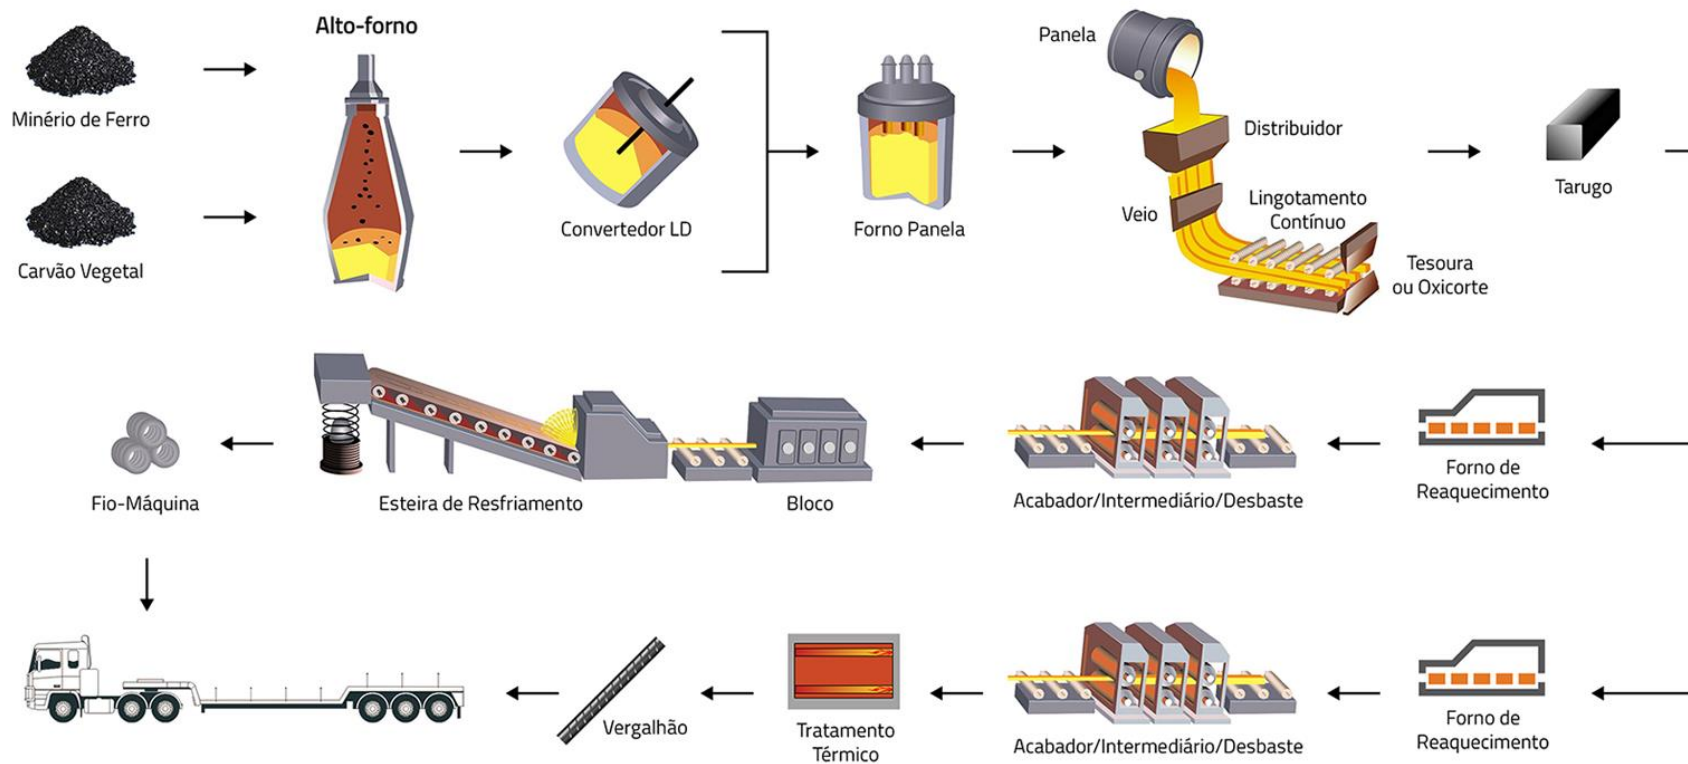 Alto-forno
Minério de Ferro
Carvão Vegetal
Convertedor LD
Forno Panela
Panela
Distribuidor
Veio
Lingotamento
Contínuo
Tesoura
ou Oxicorte
Tarugo
Fio-Máquina
Esteira de Resfriamento
Bloco
Acabador/Intermediário/Desbaste
Forno de
Reaquecimento
Vergalhão
Tratamento
Térmico
Acabador/Intermediário/Desbaste
Forno de
Reaquecimento